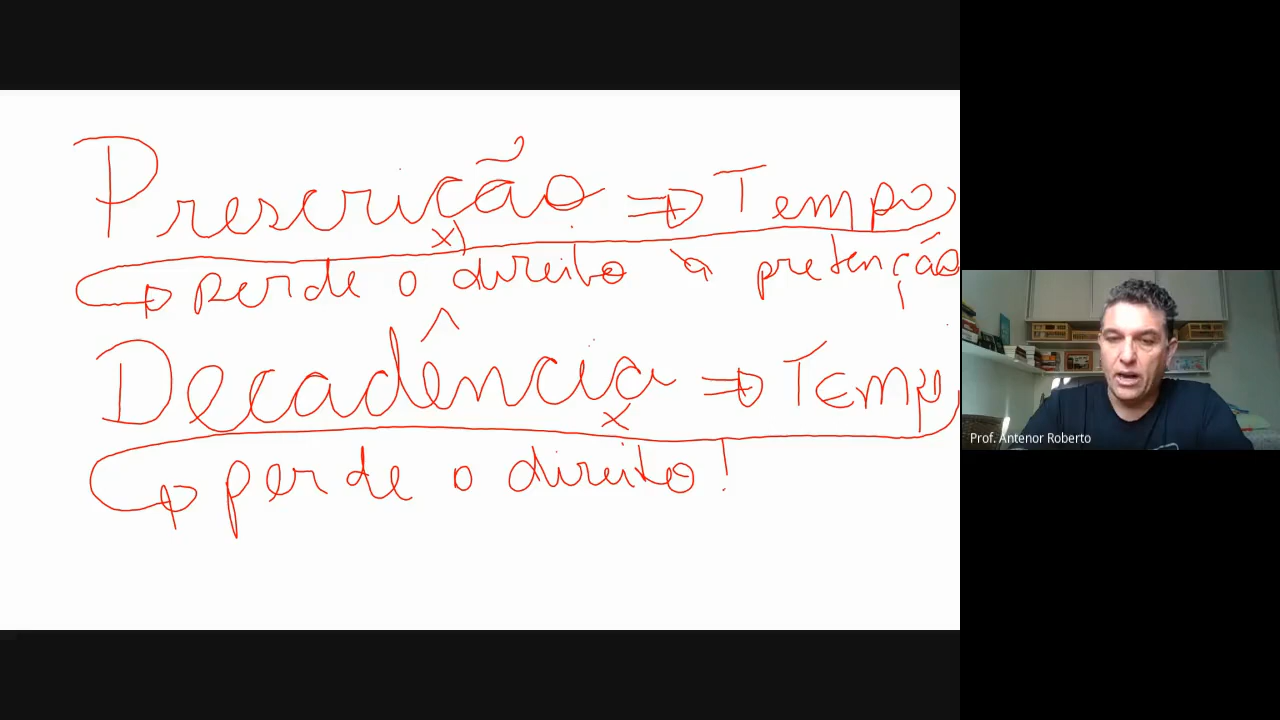 Prescrição => Tempo
perde o direito à pretenção
Decadência => Tempo
perde o direito!
Prof. Antenor Roberto